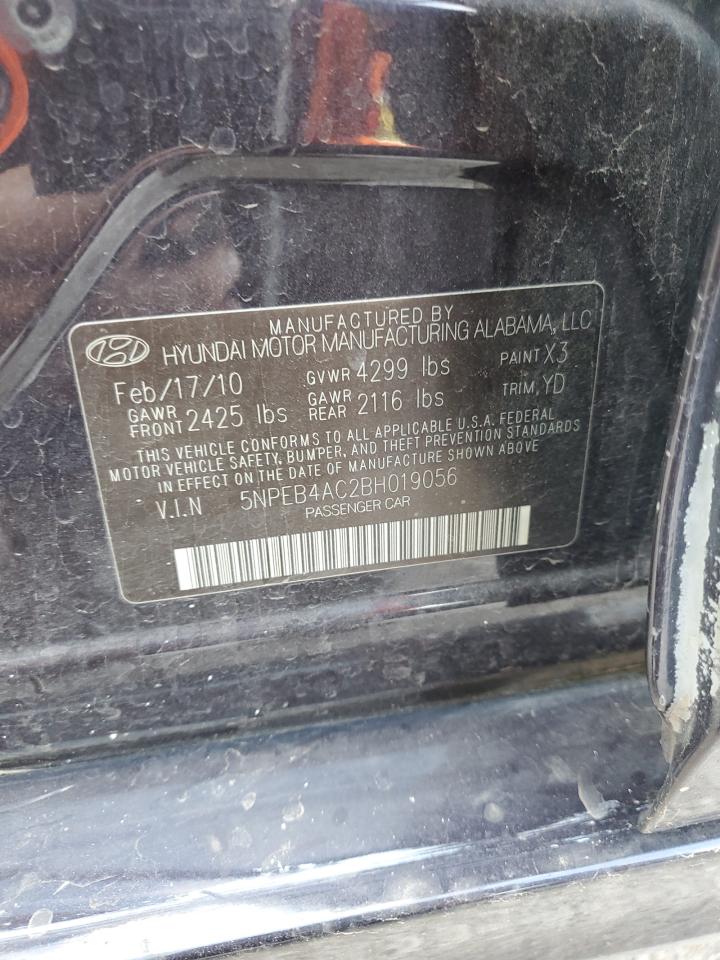 MANUFACTURED BY
HYUNDAI MOTOR MANUFACTURING ALABAMA, LLC
Feb/17/10 GVWR 4299 lbs PAINT X3
GAWR FRONT 2425 lbs GAWR REAR 2116 lbs TRIM, YD
THIS VEHICLE CONFORMS TO ALL APPLICABLE U.S.A. FEDERAL
MOTOR VEHICLE SAFETY, BUMPER, AND THEFT PREVENTION STANDARDS
IN EFFECT ON THE DATE OF MANUFACTURE SHOWN ABOVE
V.I.N 5NPEB4AC2BH019056
PASSENGER CAR